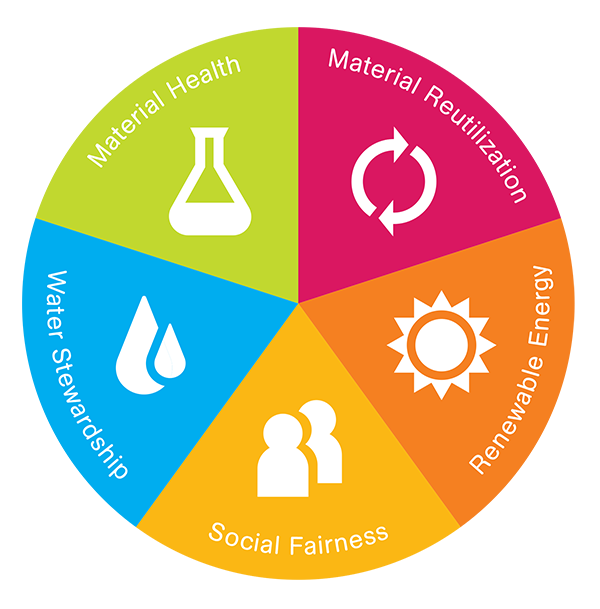 Material Health
Material Reutilization
Renewable Energy
Social Fairness
Water Stewardship